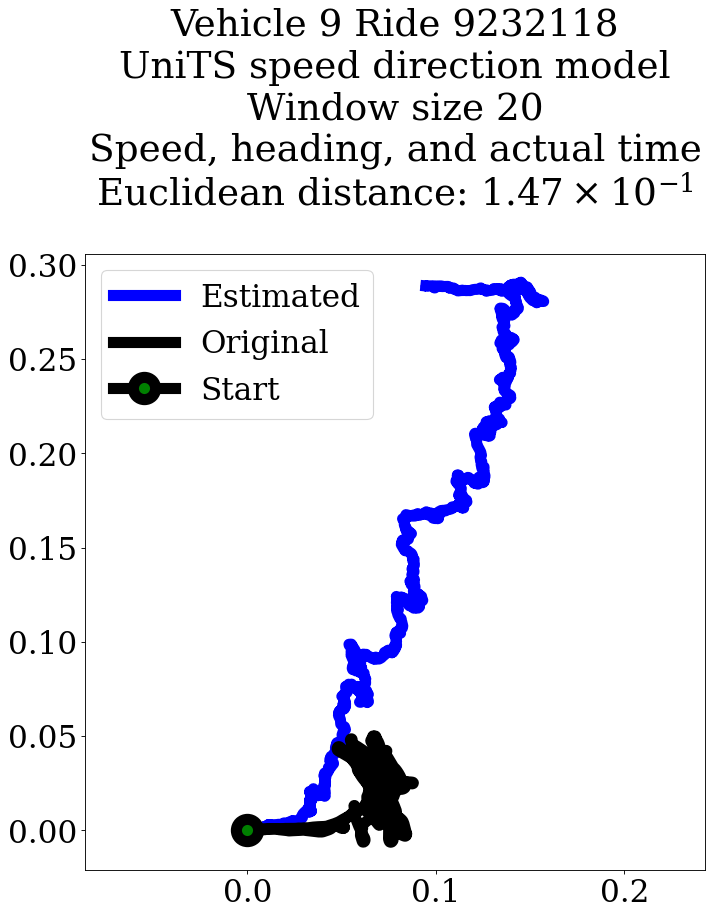 Vehicle 9 Ride 9232118
UniTS speed direction model
Window size 20
Speed, heading, and actual time
Euclidean distance: 1.47 × 10⁻¹
0.30
0.25
0.20
0.15
0.10
0.05
0.00
Estimated
Original
Start
0.0 0.1 0.2